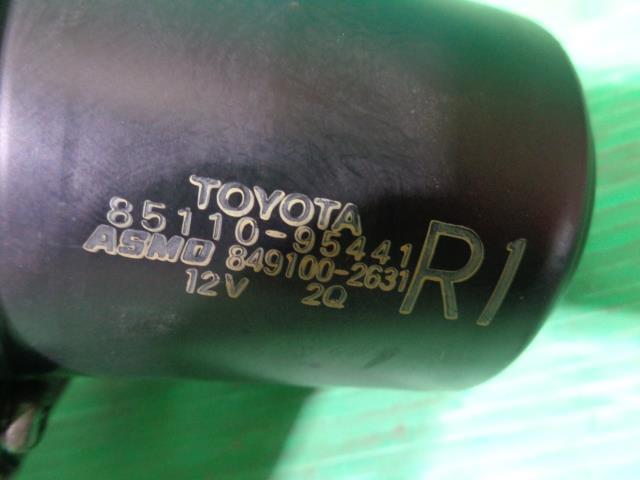 TOYOTA
85110-95441
ASMO 849100-2631
12V 2Q
R1